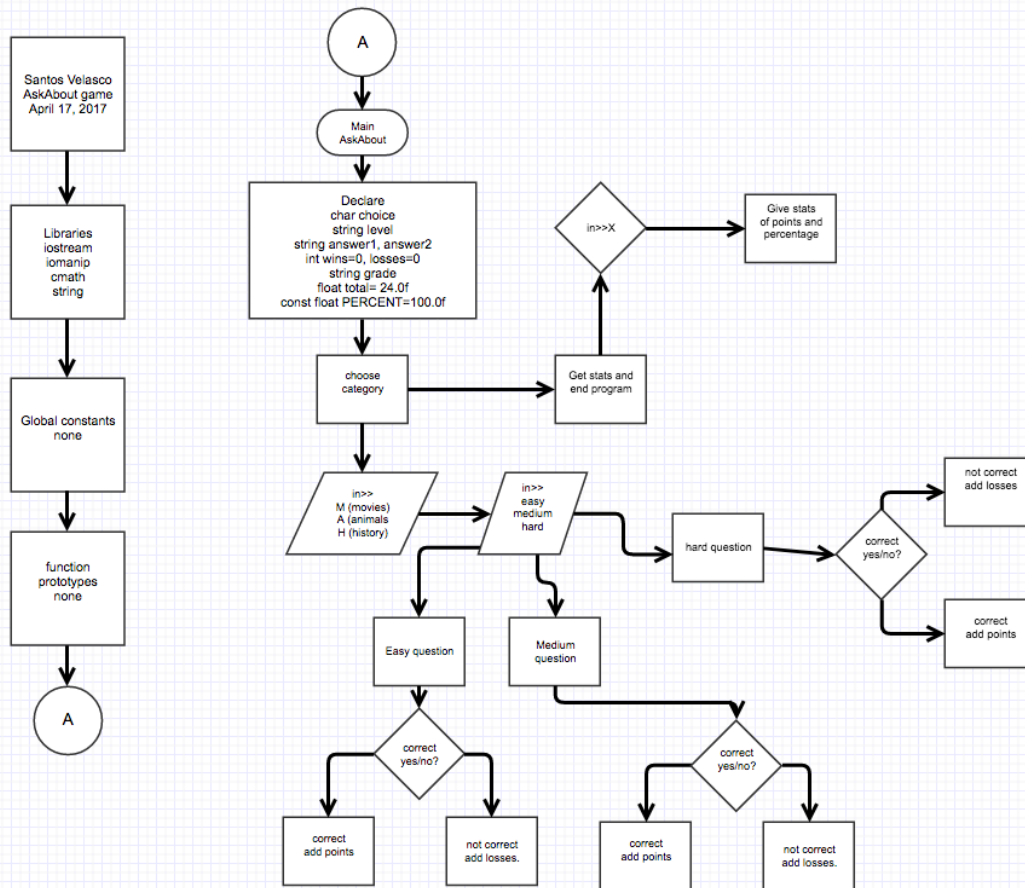 Santos Velasco
AskAbout game
April 17, 2017
Libraries
iostream
iomanip
cmath
string
Global constants
none
function
prototypes
none
A
A
Main
AskAbout
Declare
char choice
string level
string answer1, answer2
int wins=0, losses=0
string grade
float total= 24.0f
const float PERCENT=100.0f
choose
category
Get stats and
end program
in>>X
Give stats
of points and
percentage
in>>
M (movies)
A (animals
H (history)
in>>
easy
medium
hard
hard question
correct
yes/no?
not correct
add losses
correct
add points
Easy question
Medium
question
correct
yes/no?
correct
add points
not correct
add losses.
correct
yes/no?
correct
add points
not correct
add losses.